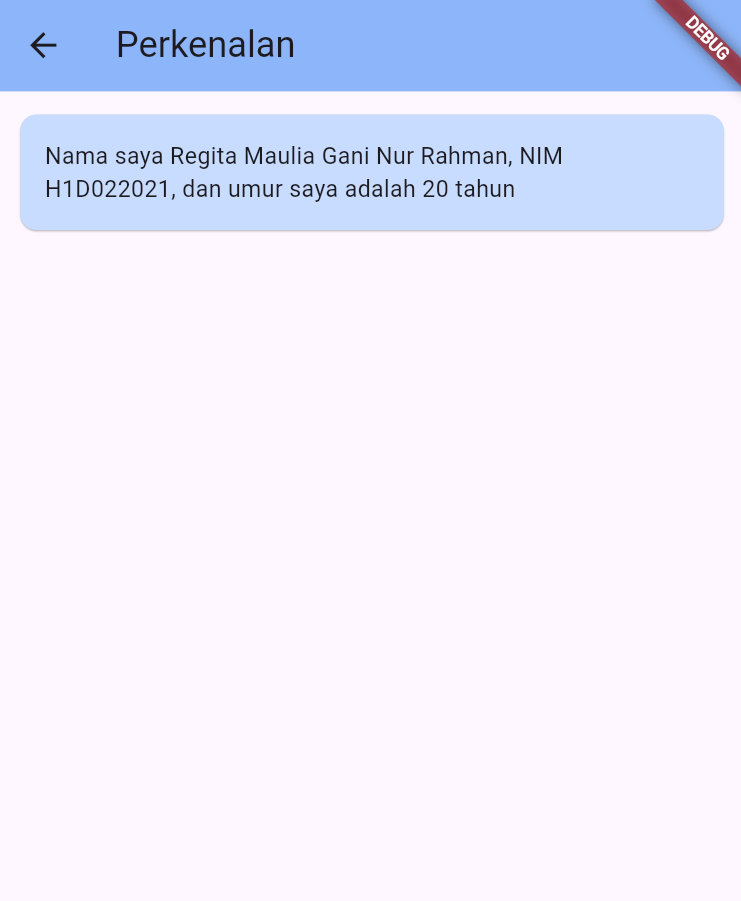 Perkenalan
DEBUG
Nama saya Regita Maulia Gani Nur Rahman, NIM
H1D022021, dan umur saya adalah 20 tahun